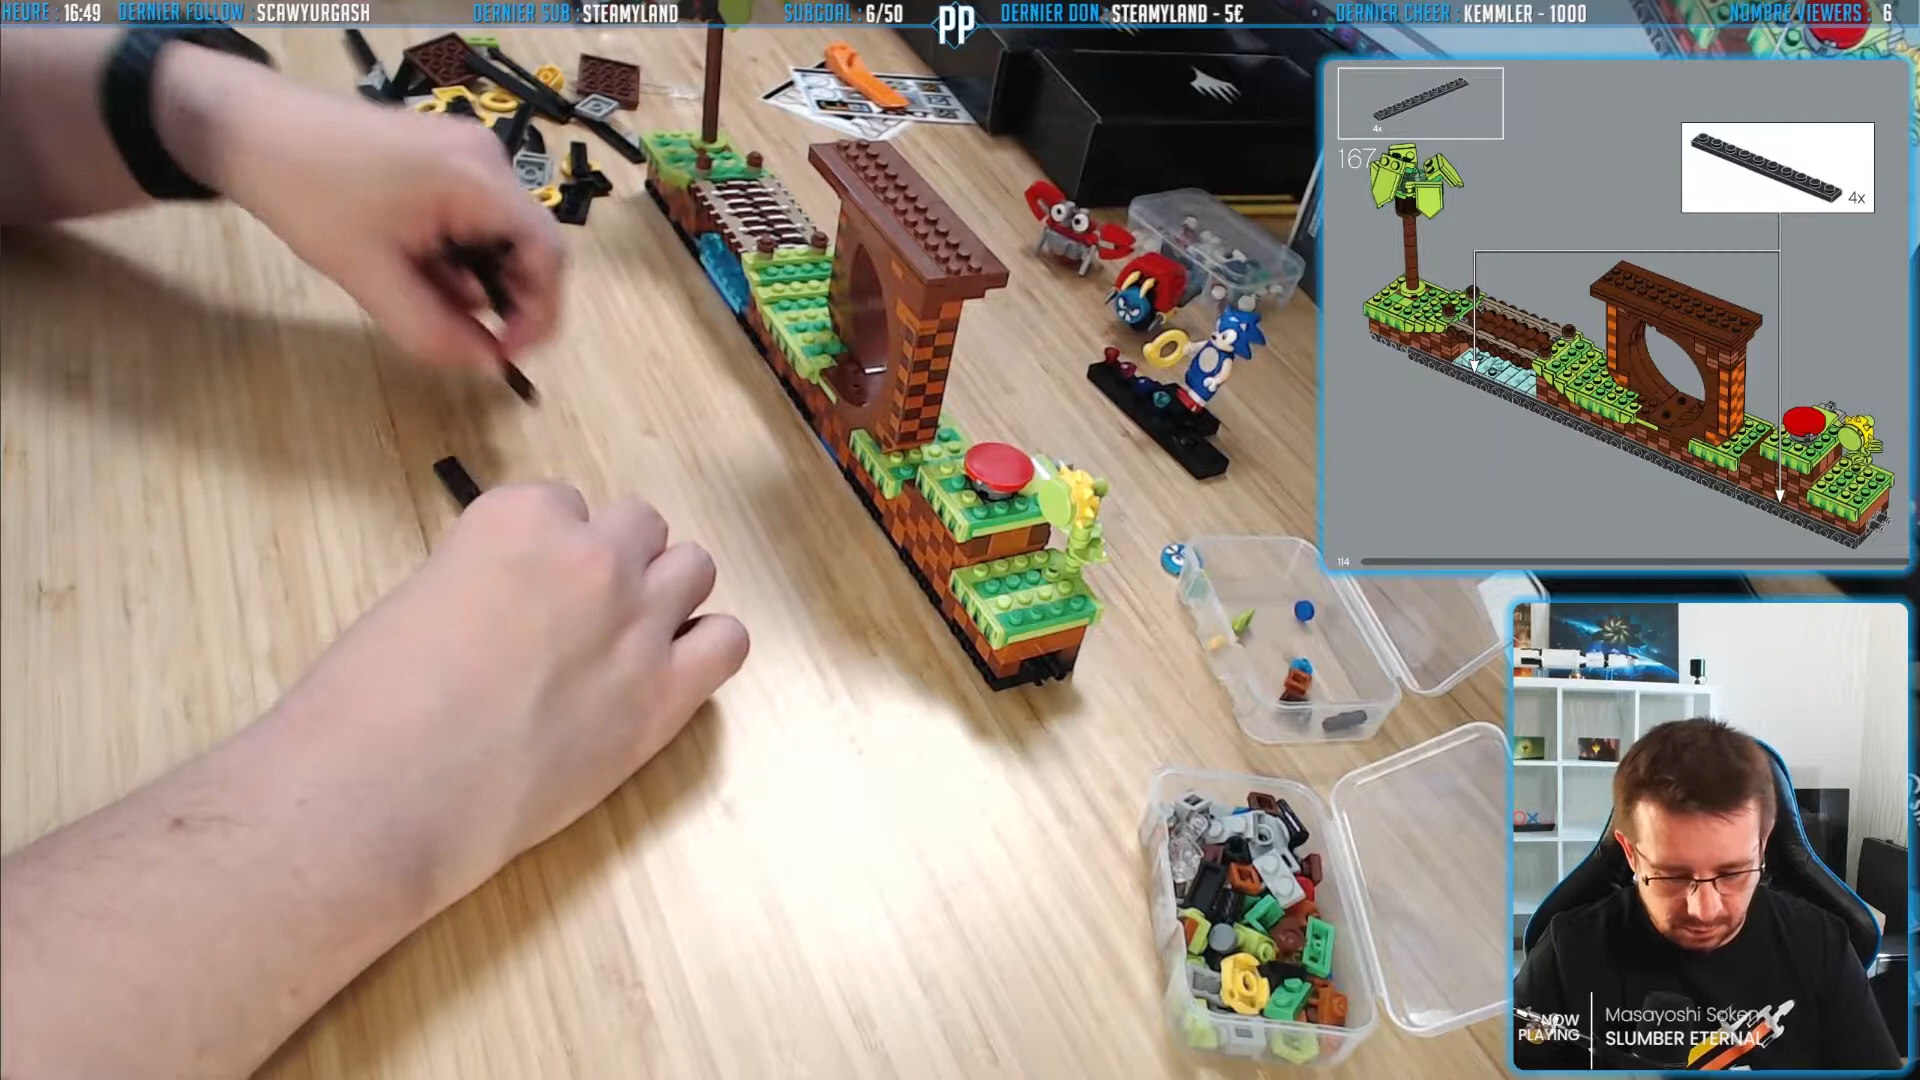 HEURE : 16:49 DERNIER FOLLOW : SCAWYURGASH DERNIER SUB : STEAMYLAND SUBGOAL : 6/50 PP DERNIER DON : STEAMYLAND - 5€ DERNIER CHEER : KEMMLER - 1000 NOMBRE VIEWERS : 6
4x
167
4x
114
NOW PLAYING
Masayoshi Soken
SLUMBER ETERNAL